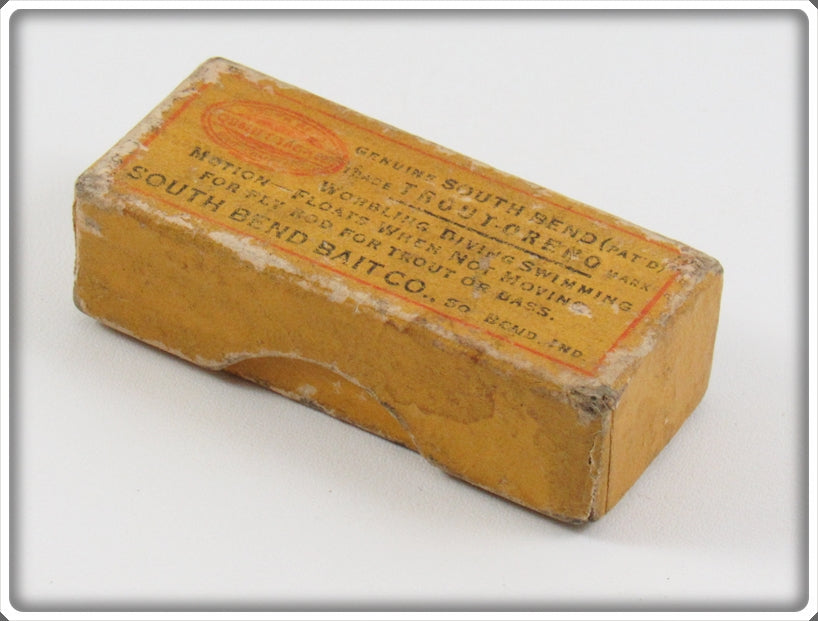 GENUINE SOUTH BEND (PAT'D)
TRADE TROUT-ORENO MARK
WOBBLING, DIVING SWIMMING
MOTION—FLOATS WHEN NOT MOVING
FOR FLY ROD FOR TROUT OR BASS.
SOUTH BEND BAIT CO., SO. BEND, IND.